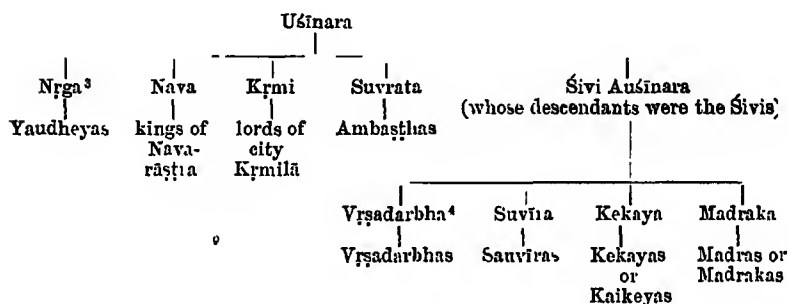 Uśīnara
Nṛga³ Nava Kṛmi Suvrata Śivi Auśīnara
(whose descendants were the Śivis)
Yaudheyas kings of lords of Ambaṣṭhas
Nava- city
rāṣṭra Kṛmilā
Vṛṣadarbha⁴ Suvīra Kekaya Madraka
Vṛṣadarbhas Sauvīras Kekayas Madras or
or Madrakas
Kaikeyas